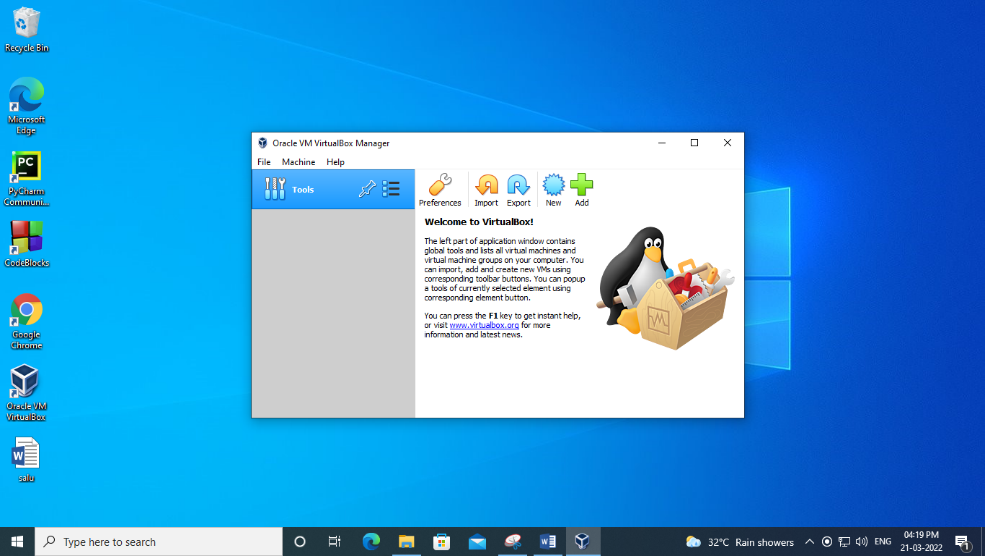 Recycle Bin
Microsoft
Edge
PC
PyCharm
Communi...
CodeBlocks
Google
Chrome
Oracle VM
VirtualBox
W
salu
Oracle VM VirtualBox Manager
File Machine Help
Tools
Preferences Import Export New Add
Welcome to VirtualBox!
The left part of application window contains
global tools and lists all virtual machines and
virtual machine groups on your computer. You
can import, add and create new VMs using
corresponding toolbar buttons. You can popup
a tools of currently selected element using
corresponding element button.
You can press the F1 key to get instant help,
or visit www.virtualbox.org for more
information and latest news.
Type here to search
W
32°C Rain showers
ENG
04:19 PM
21-03-2022
1